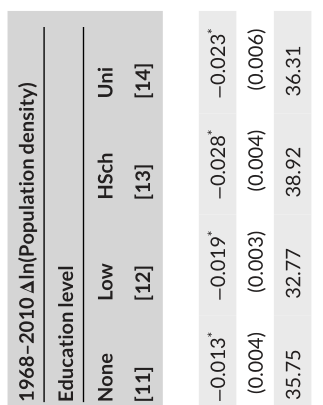 1968–2010 Δln(Population density)
Education level
None Low HSch Uni
[11] [12] [13] [14]
−0.013* −0.019* −0.028* −0.023*
(0.004) (0.003) (0.004) (0.006)
35.75 32.77 38.92 36.31